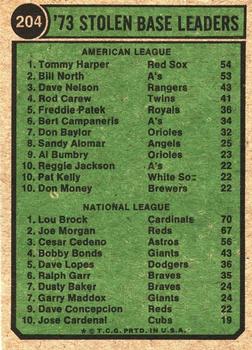 204 '73 STOLEN BASE LEADERS
AMERICAN LEAGUE
1. Tommy Harper Red Sox 54
2. Bill North A's 53
3. Dave Nelson Rangers 43
4. Rod Carew Twins 41
5. Freddie Patek Royals 36
6. Bert Campaneris A's 34
7. Don Baylor Orioles 32
8. Sandy Alomar Angels 25
9. Al Bumbry Orioles 23
10. Reggie Jackson A's 22
10. Pat Kelly White Sox 22
10. Don Money Brewers 22
NATIONAL LEAGUE
1. Lou Brock Cardinals 70
2. Joe Morgan Reds 67
3. Cesar Cedeno Astros 56
4. Bobby Bonds Giants 43
5. Dave Lopes Dodgers 36
6. Ralph Garr Braves 35
7. Dusty Baker Braves 24
7. Garry Maddox Giants 24
9. Dave Concepcion Reds 22
10. Jose Cardenal Cubs 19
* © T.C.G. PRTD. IN U.S.A.